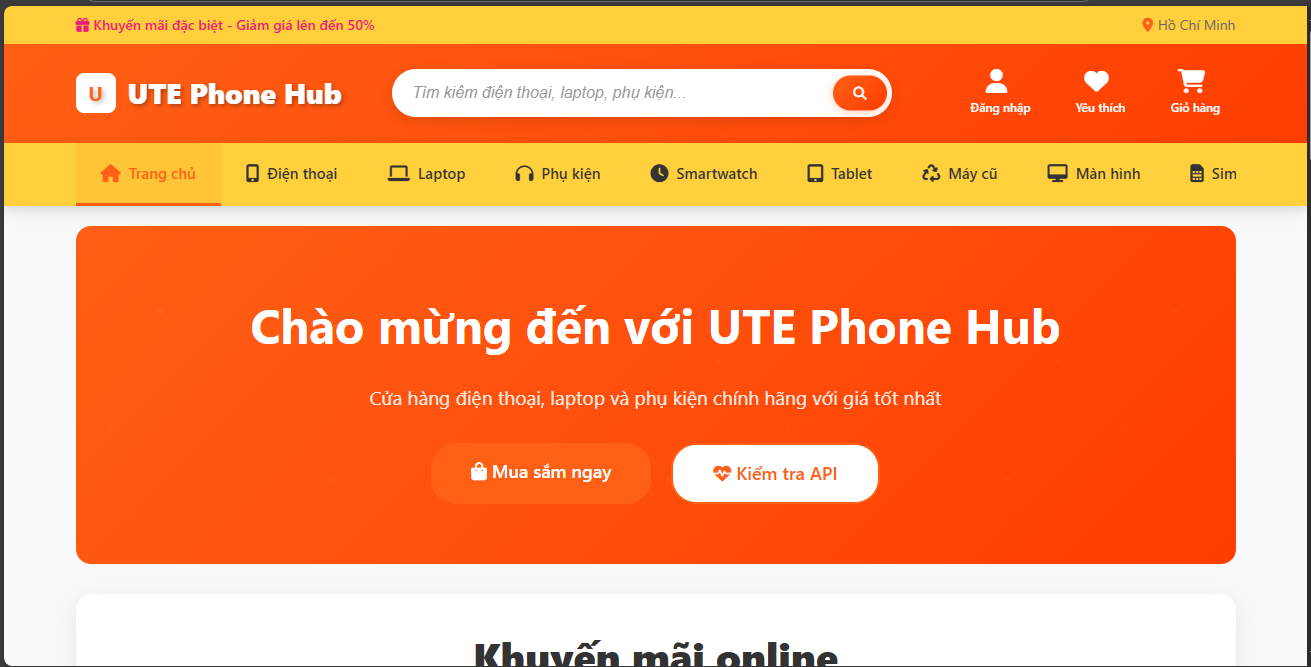 Khuyến mãi đặc biệt - Giảm giá lên đến 50%
Hồ Chí Minh
U
UTE Phone Hub
Tìm kiếm điện thoại, laptop, phụ kiện...
Đăng nhập
Yêu thích
Giỏ hàng
Trang chủ
Điện thoại
Laptop
Phụ kiện
Smartwatch
Tablet
Máy cũ
Màn hình
Sim
Chào mừng đến với UTE Phone Hub
Cửa hàng điện thoại, laptop và phụ kiện chính hãng với giá tốt nhất
Mua sắm ngay
Kiểm tra API
Khuyến mãi online